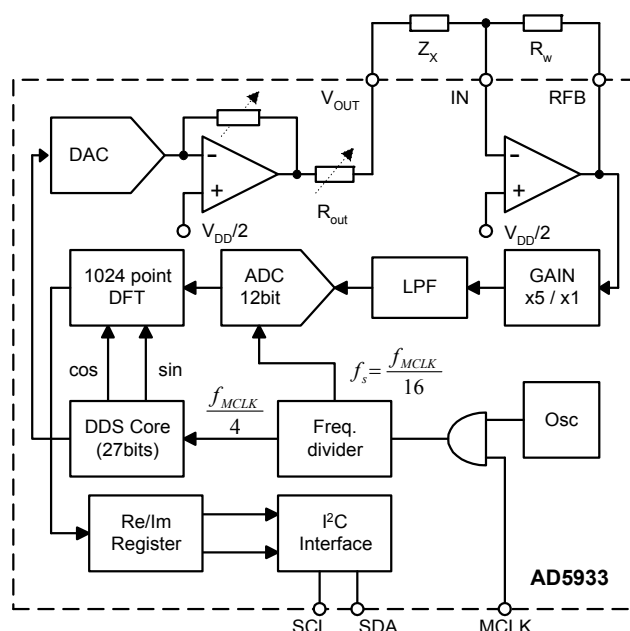 Z_X
R_w
V_OUT
IN
RFB
DAC
−
+
R_out
V_DD/2
−
+
V_DD/2
1024 point
DFT
ADC
12bit
LPF
GAIN
x5 / x1
cos
sin
f_MCLK/4
f_s = f_MCLK/16
DDS Core
(27bits)
Freq.
divider
Osc
Re/Im
Register
I²C
Interface
AD5933
SCL
SDA
MCLK